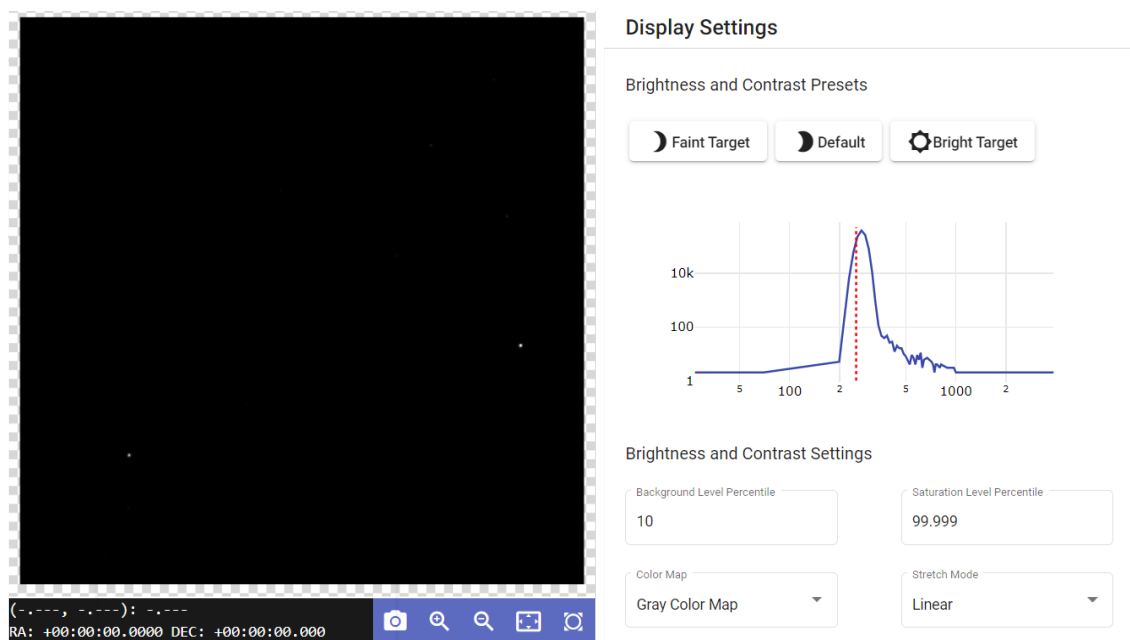 Display Settings
Brightness and Contrast Presets
Faint Target
Default
Bright Target
10k
100
1
5
100
2
5
1000
2
Brightness and Contrast Settings
Background Level Percentile
10
Saturation Level Percentile
99.999
Color Map
Gray Color Map
Stretch Mode
Linear
(-.---, -.---): -.---
RA: +00:00:00.0000 DEC: +00:00:00.000